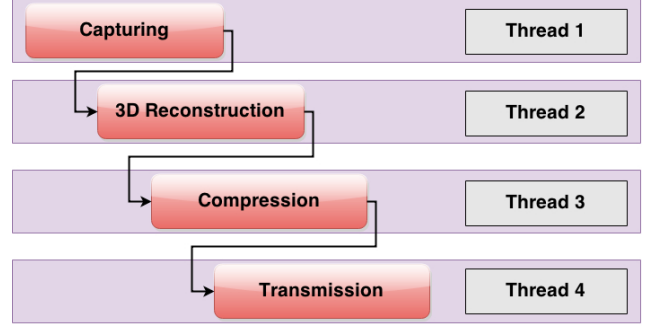 Capturing
Thread 1
3D Reconstruction
Thread 2
Compression
Thread 3
Transmission
Thread 4